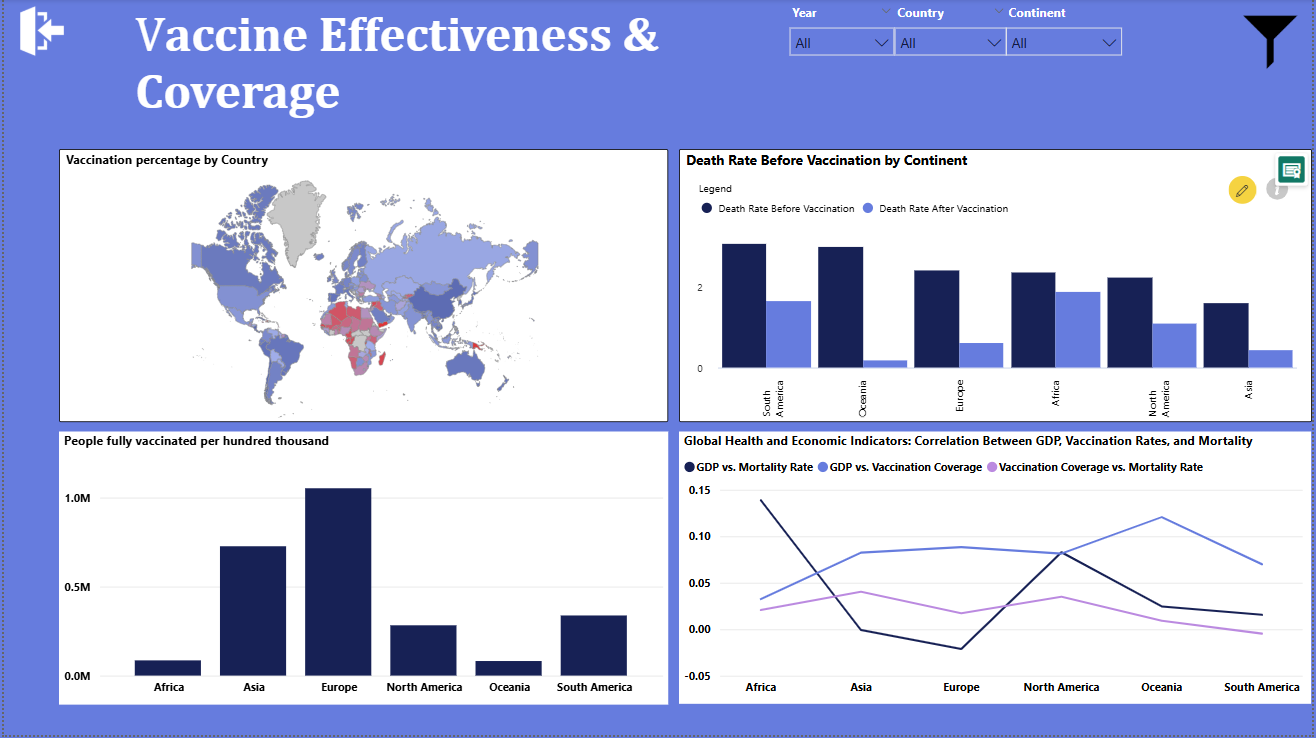 Vaccine Effectiveness &
Coverage
Year
Country
Continent
All
All
All
Vaccination percentage by Country
Death Rate Before Vaccination by Continent
Legend
Death Rate Before Vaccination
Death Rate After Vaccination
2
0
South
America
Oceania
Europe
Africa
North
America
Asia
People fully vaccinated per hundred thousand
1.0M
0.5M
0.0M
Africa
Asia
Europe
North America
Oceania
South America
Global Health and Economic Indicators: Correlation Between GDP, Vaccination Rates, and Mortality
GDP vs. Mortality Rate
GDP vs. Vaccination Coverage
Vaccination Coverage vs. Mortality Rate
0.15
0.10
0.05
0.00
-0.05
Africa
Asia
Europe
North America
Oceania
South America